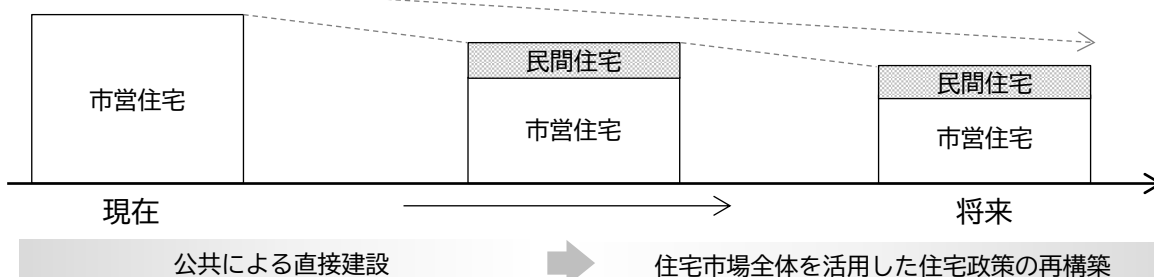 市営住宅
民間住宅
市営住宅
民間住宅
市営住宅
現在
将来
公共による直接建設
住宅市場全体を活用した住宅政策の再構築